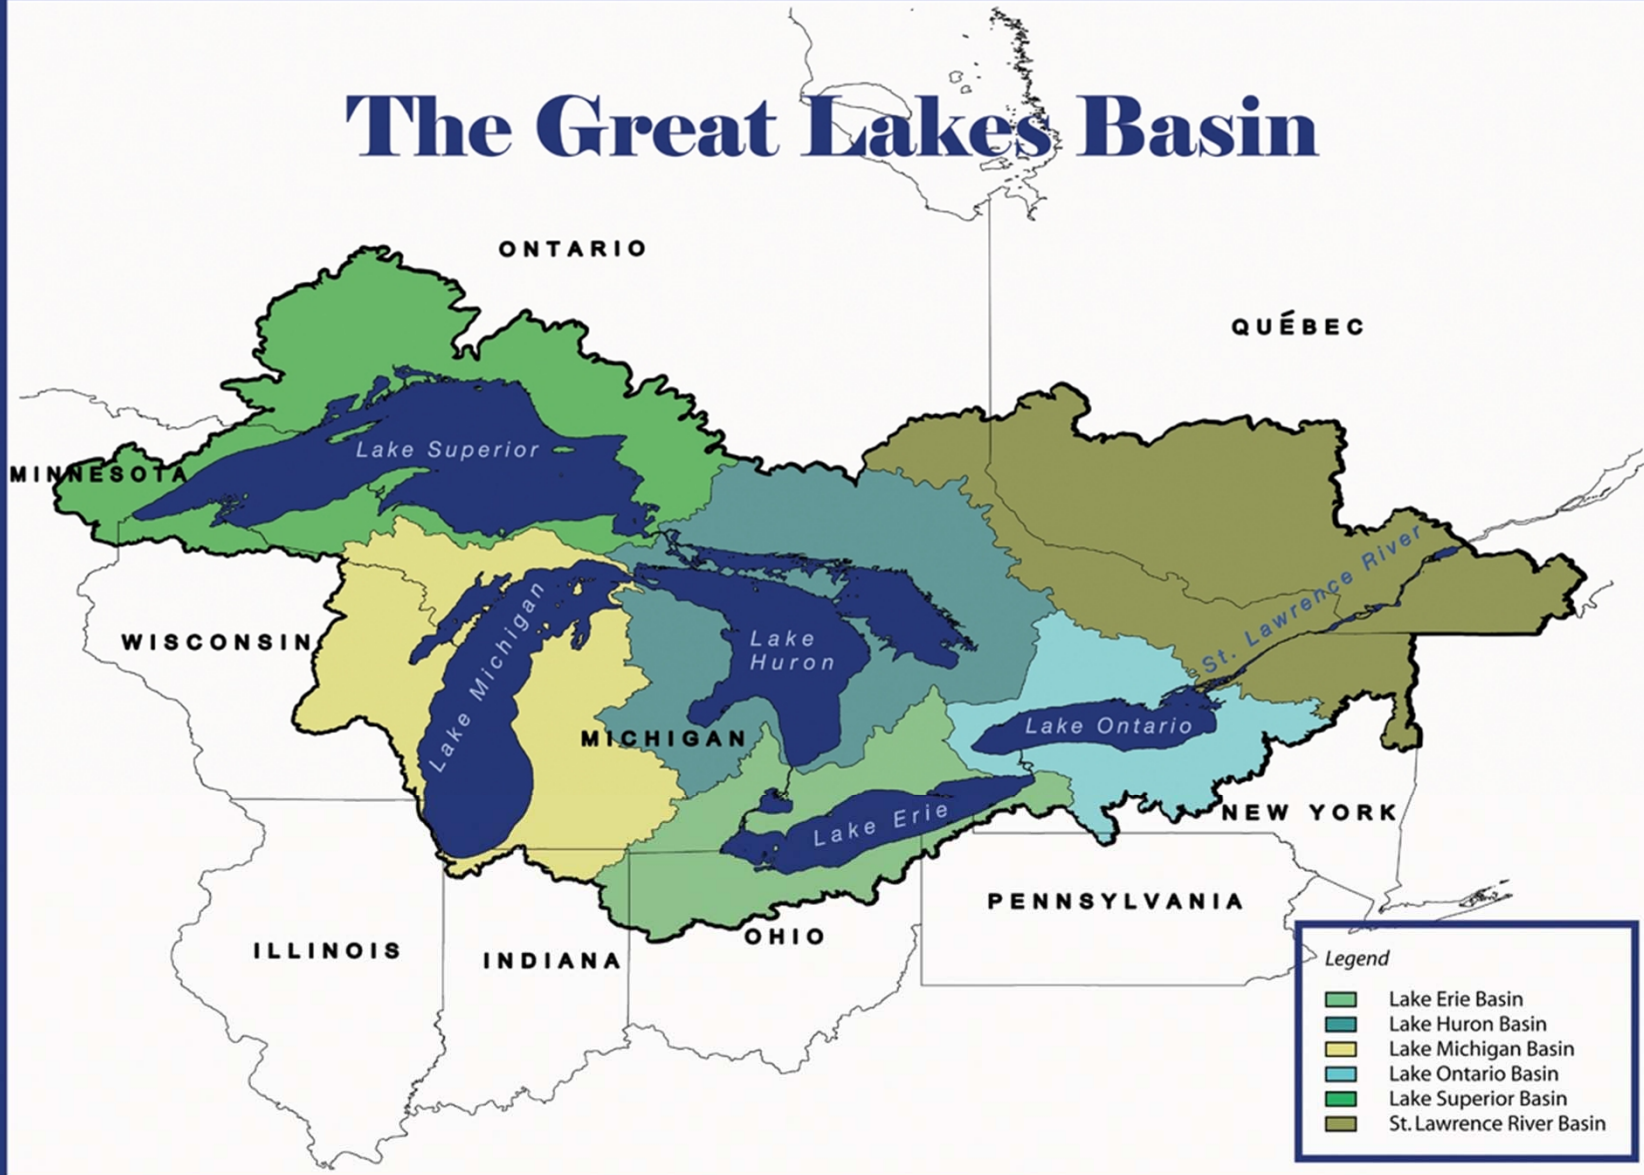 The Great Lakes Basin
ONTARIO
QUÉBEC
Lake Superior
MINNESOTA
St. Lawrence River
WISCONSIN
Lake Michigan
Lake
Huron
MICHIGAN
Lake Ontario
Lake Erie
NEW YORK
PENNSYLVANIA
OHIO
ILLINOIS
INDIANA
Legend
Lake Erie Basin
Lake Huron Basin
Lake Michigan Basin
Lake Ontario Basin
Lake Superior Basin
St. Lawrence River Basin